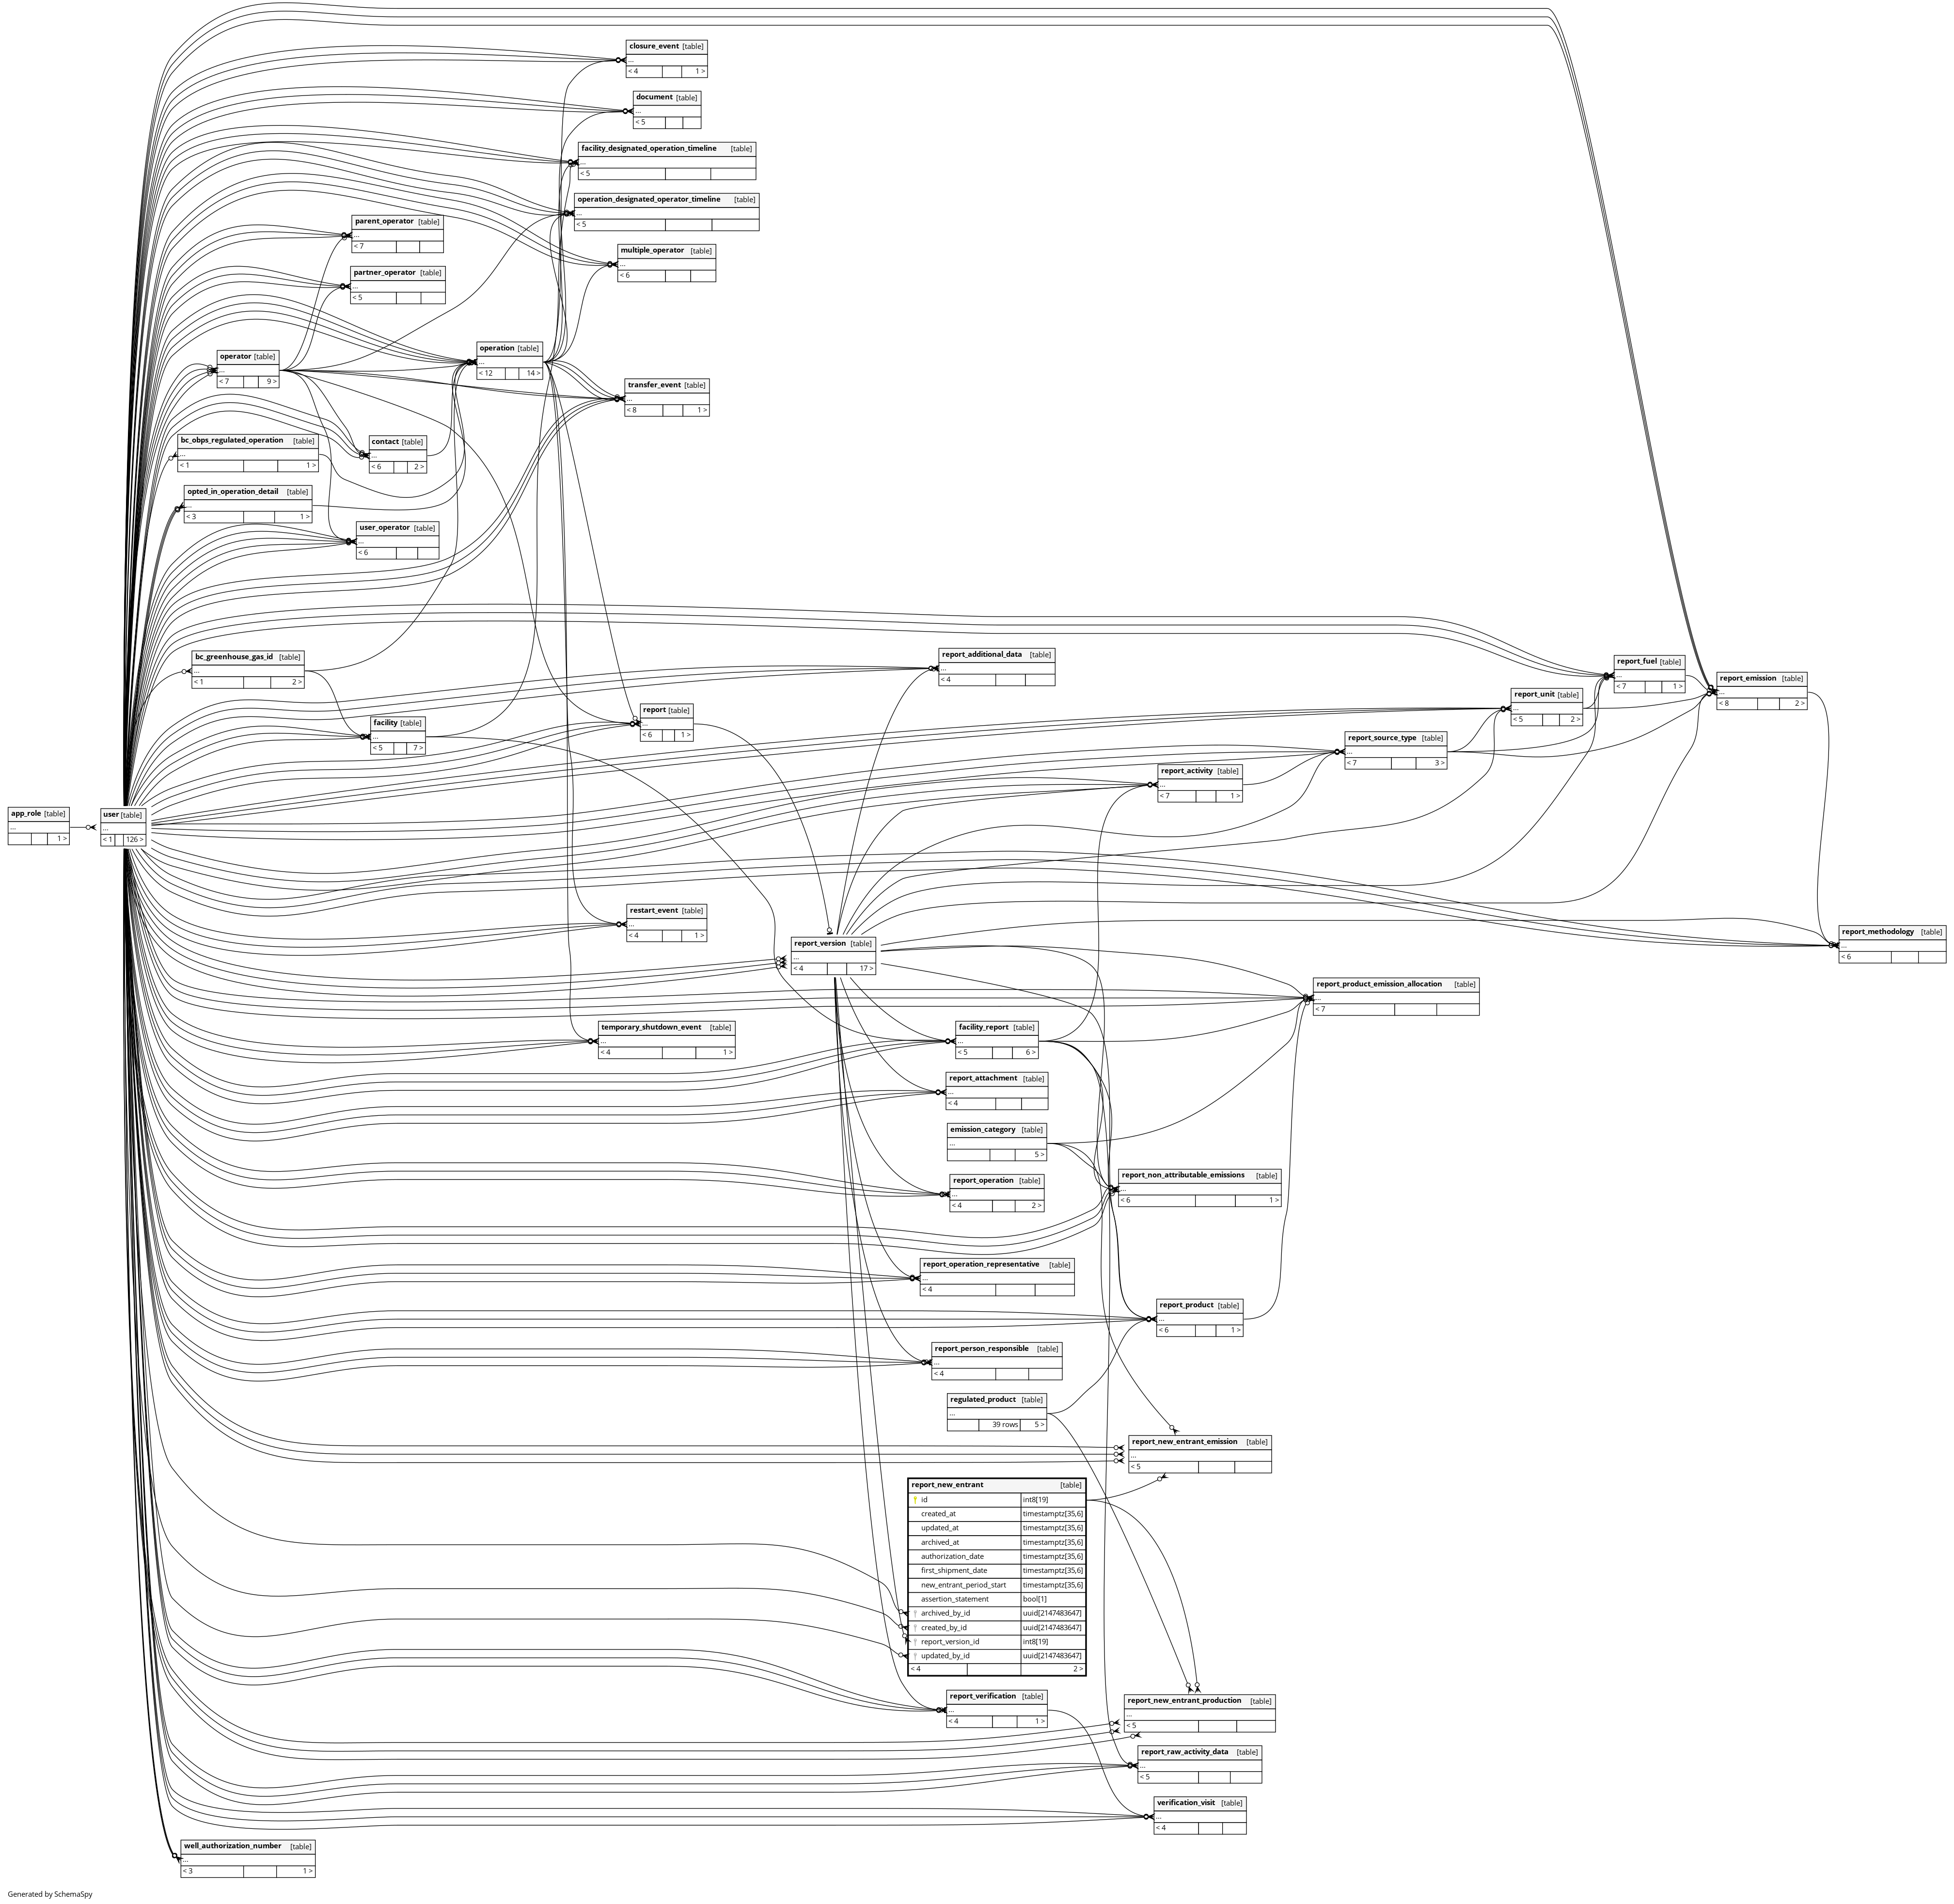 closure_event [table]
...
< 4 1 >
document [table]
...
< 5
facility_designated_operation_timeline [table]
...
< 5
operation_designated_operator_timeline [table]
...
< 5
parent_operator [table]
...
< 7
multiple_operator [table]
...
< 6
partner_operator [table]
...
< 5
operation [table]
...
< 12 14 >
operator [table]
...
< 7 9 >
transfer_event [table]
...
< 8 1 >
bc_obps_regulated_operation [table]
...
< 1 1 >
contact [table]
...
< 6 2 >
opted_in_operation_detail [table]
...
< 3 1 >
user_operator [table]
...
< 6
bc_greenhouse_gas_id [table]
...
< 1 2 >
report_additional_data [table]
...
< 4
report_fuel [table]
...
< 7 1 >
report_emission [table]
...
< 8 2 >
report_unit [table]
...
< 5 2 >
report [table]
...
< 6 1 >
facility [table]
...
< 5 7 >
report_source_type [table]
...
< 7 3 >
report_activity [table]
...
< 7 1 >
app_role [table]
...
1 >
user [table]
...
< 1 126 >
restart_event [table]
...
< 4 1 >
report_version [table]
...
< 4 17 >
report_methodology [table]
...
< 6
report_product_emission_allocation [table]
...
< 7
temporary_shutdown_event [table]
...
< 4 1 >
facility_report [table]
...
< 5 6 >
report_attachment [table]
...
< 4
emission_category [table]
...
5 >
report_non_attributable_emissions [table]
...
< 6 1 >
report_operation [table]
...
< 4 2 >
report_operation_representative [table]
...
< 4
report_product [table]
...
< 6 1 >
report_person_responsible [table]
...
< 4
regulated_product [table]
...
39 rows 5 >
report_new_entrant_emission [table]
...
< 5
report_new_entrant [table]
id int8[19]
created_at timestamptz[35,6]
updated_at timestamptz[35,6]
archived_at timestamptz[35,6]
authorization_date timestamptz[35,6]
first_shipment_date timestamptz[35,6]
new_entrant_period_start timestamptz[35,6]
assertion_statement bool[1]
archived_by_id uuid[2147483647]
created_by_id uuid[2147483647]
report_version_id int8[19]
updated_by_id uuid[2147483647]
< 4 2 >
report_verification [table]
...
< 4 1 >
report_new_entrant_production [table]
...
< 5
report_raw_activity_data [table]
...
< 5
verification_visit [table]
...
< 4
well_authorization_number [table]
...
< 3 1 >
Generated by SchemaSpy